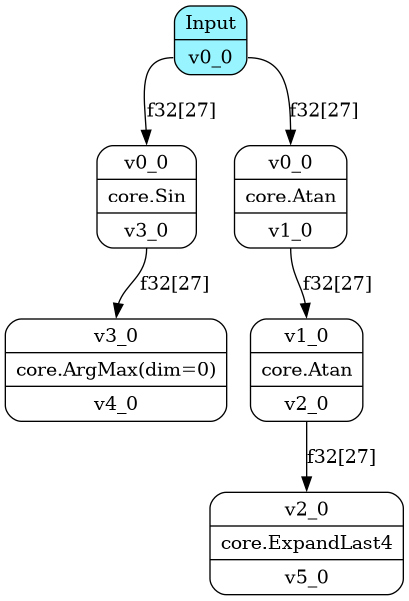 Input
v0_0
f32[27]
f32[27]
v0_0
core.Sin
v3_0
v0_0
core.Atan
v1_0
f32[27]
f32[27]
v3_0
core.ArgMax(dim=0)
v4_0
v1_0
core.Atan
v2_0
f32[27]
v2_0
core.ExpandLast4
v5_0